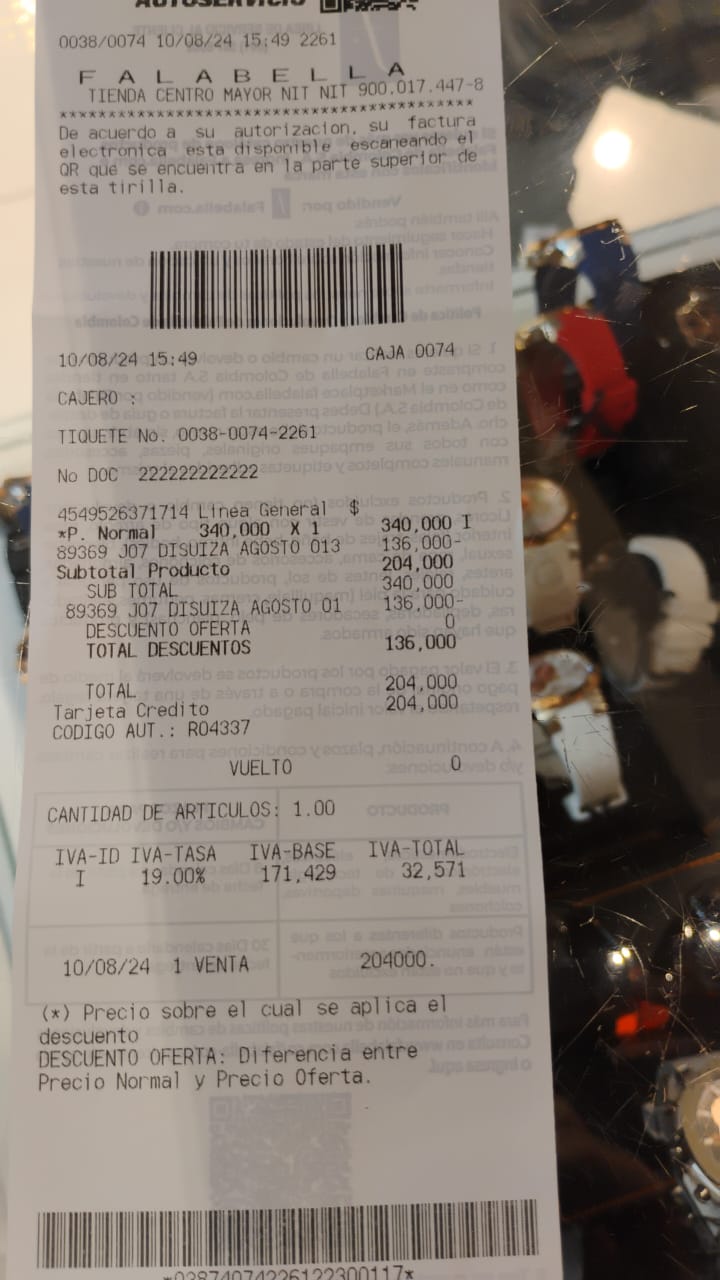 AUTOSERVICIO
0038/0074 10/08/24 15:49 2261
F A L A B E L L A
TIENDA CENTRO MAYOR NIT NIT 900.017.447-8
****************************************************
De acuerdo a su autorizacion, su factura
electronica esta disponible escaneando el
QR que se encuentra en la parte superior de
esta tirilla.
10/08/24 15:49 CAJA 0074
CAJERO :
TIQUETE No. 0038-0074-2261
No DOC 222222222222
4549526371714 Linea General $
*P. Normal 340,000 X 1 340,000 I
89369 J07 DISUIZA AGOSTO 013 136,000-
Subtotal Producto 204,000
SUB TOTAL 340,000
89369 J07 DISUIZA AGOSTO 01 136,000-
DESCUENTO OFERTA 0
TOTAL DESCUENTOS 136,000
TOTAL 204,000
Tarjeta Credito 204,000
CODIGO AUT.: R04337
VUELTO 0
CANTIDAD DE ARTICULOS: 1.00
IVA-ID IVA-TASA IVA-BASE IVA-TOTAL
I 19.00% 171,429 32,571
10/08/24 1 VENTA 204000.
(*) Precio sobre el cual se aplica el
descuento
DESCUENTO OFERTA: Diferencia entre
Precio Normal y Precio Oferta.